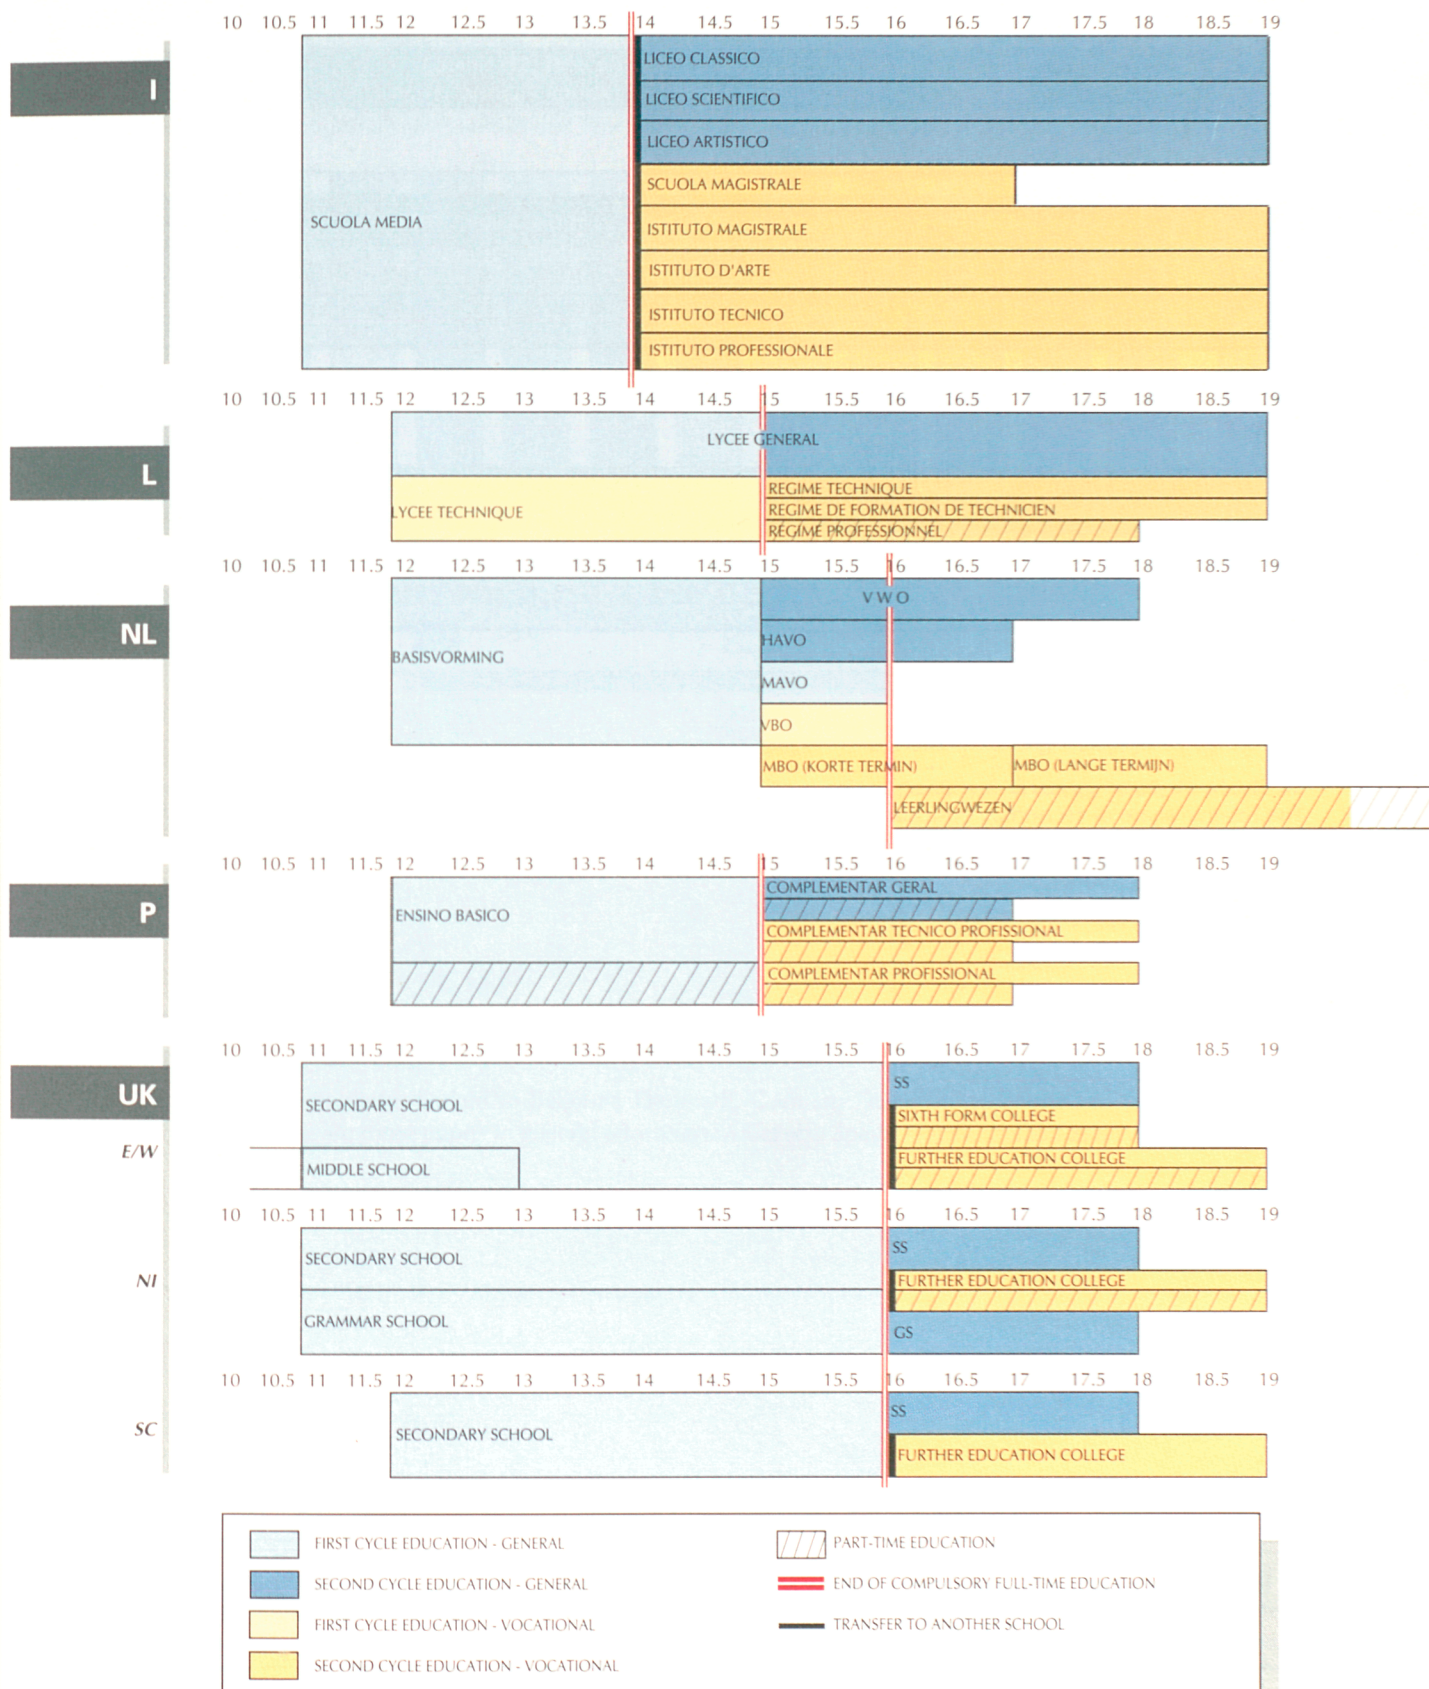 10 10.5 11 11.5 12 12.5 13 13.5 14 14.5 15 15.5 16 16.5 17 17.5 18 18.5 19
I
LICEO CLASSICO
LICEO SCIENTIFICO
LICEO ARTISTICO
SCUOLA MAGISTRALE
SCUOLA MEDIA
ISTITUTO MAGISTRALE
ISTITUTO D'ARTE
ISTITUTO TECNICO
ISTITUTO PROFESSIONALE
10 10.5 11 11.5 12 12.5 13 13.5 14 14.5 15 15.5 16 16.5 17 17.5 18 18.5 19
L
LYCEE GENERAL
LYCEE TECHNIQUE
REGIME TECHNIQUE
REGIME DE FORMATION DE TECHNICIEN
REGIME PROFESSIONNEL
10 10.5 11 11.5 12 12.5 13 13.5 14 14.5 15 15.5 16 16.5 17 17.5 18 18.5 19
NL
V W O
HAVO
BASISVORMING
MAVO
VBO
MBO (KORTE TERMIN) MBO (LANGE TERMIJN)
LEERLINGWEZEN
10 10.5 11 11.5 12 12.5 13 13.5 14 14.5 15 15.5 16 16.5 17 17.5 18 18.5 19
P
COMPLEMENTAR GERAL
ENSINO BASICO
COMPLEMENTAR TECNICO PROFISSIONAL
COMPLEMENTAR PROFISSIONAL
10 10.5 11 11.5 12 12.5 13 13.5 14 14.5 15 15.5 16 16.5 17 17.5 18 18.5 19
UK
E/W
SECONDARY SCHOOL
SS
SIXTH FORM COLLEGE
MIDDLE SCHOOL
FURTHER EDUCATION COLLEGE
10 10.5 11 11.5 12 12.5 13 13.5 14 14.5 15 15.5 16 16.5 17 17.5 18 18.5 19
NI
SECONDARY SCHOOL
SS
FURTHER EDUCATION COLLEGE
GRAMMAR SCHOOL
GS
10 10.5 11 11.5 12 12.5 13 13.5 14 14.5 15 15.5 16 16.5 17 17.5 18 18.5 19
SC
SECONDARY SCHOOL
SS
FURTHER EDUCATION COLLEGE
FIRST CYCLE EDUCATION - GENERAL
SECOND CYCLE EDUCATION - GENERAL
FIRST CYCLE EDUCATION - VOCATIONAL
SECOND CYCLE EDUCATION - VOCATIONAL
PART-TIME EDUCATION
END OF COMPULSORY FULL-TIME EDUCATION
TRANSFER TO ANOTHER SCHOOL